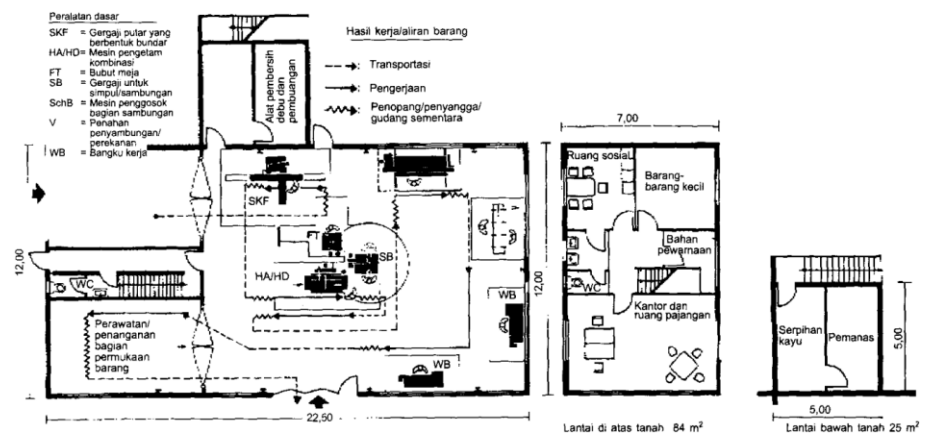 Peralatan dasar
SKF = Gergaji putar yang
berbentuk bundar
HA/HD= Mesin pengetam
kombinasi
FT = Bubut meja
SB = Gergaji untuk
simpul/sambungan
SchB = Mesin penggosok
bagian sambungan
V = Penahan
penyambungan/
perekanan
WB = Bangku kerja
Hasil kerja/aliran barang
: Transportasi
: Pengerjaan
: Penopang/penyangga/
gudang sementara
Alat pembersih
debu dan
pembuangan
SKF
FT
SB
HA/HD
WB
WB
WC
Perawatan/
penanganan
bagian
permukaan
barang
12,00
22,50
7,00
Ruang sosial
Barang-
barang kecil
Bahan
pewarnaan
WC
Kantor dan
ruang pajangan
12,00
Lantai di atas tanah 84 m²
Serpihan
kayu
Pemanas
5,00
5,00
Lantai bawah tanah 25 m²